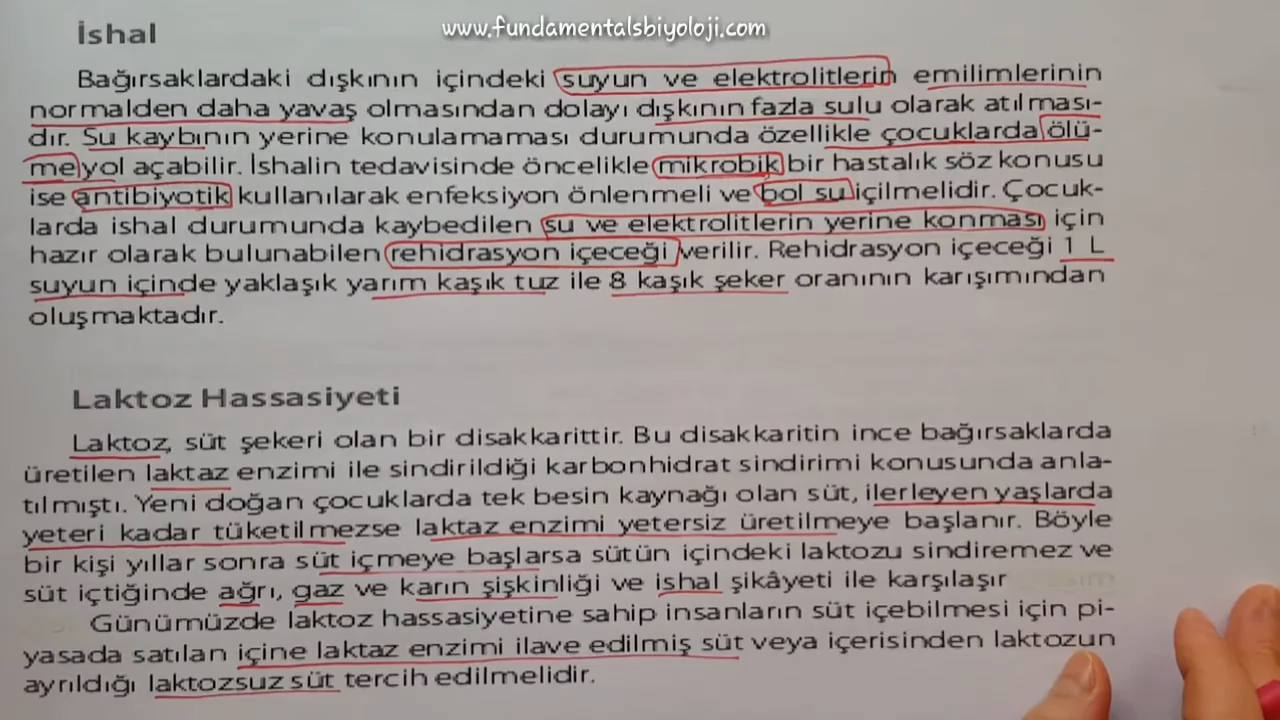 www.fundamentalsbiyoloji.com
İshal
Bağırsaklardaki dışkının içindeki suyun ve elektrolitlerin emilimlerinin
normalden daha yavaş olmasından dolayı dışkının fazla sulu olarak atılması-
dır. Su kaybının yerine konulamaması durumunda özellikle çocuklarda ölü-
me yol açabilir. İshalin tedavisinde öncelikle mikrobik bir hastalık söz konusu
ise antibiyotik kullanılarak enfeksiyon önlenmeli ve bol su içilmelidir. Çocuk-
larda ishal durumunda kaybedilen su ve elektrolitlerin yerine konması için
hazır olarak bulunabilen rehidrasyon içeceği verilir. Rehidrasyon içeceği 1 L
suyun içinde yaklaşık yarım kaşık tuz ile 8 kaşık şeker oranının karışımından
oluşmaktadır.
Laktoz Hassasiyeti
Laktoz, süt şekeri olan bir disakkarittir. Bu disakkaritin ince bağırsaklarda
üretilen laktaz enzimi ile sindirildiği karbonhidrat sindirimi konusunda anla-
tılmıştı. Yeni doğan çocuklarda tek besin kaynağı olan süt, ilerleyen yaşlarda
yeteri kadar tüketilmezse laktaz enzimi yetersiz üretilmeye başlanır. Böyle
bir kişi yıllar sonra süt içmeye başlarsa sütün içindeki laktozu sindiremez ve
süt içtiğinde ağrı, gaz ve karın şişkinliği ve ishal şikâyeti ile karşılaşır
Günümüzde laktoz hassasiyetine sahip insanların süt içebilmesi için pi-
yasada satılan içine laktaz enzimi ilave edilmiş süt veya içerisinden laktozun
ayrıldığı laktozsuz süt tercih edilmelidir.